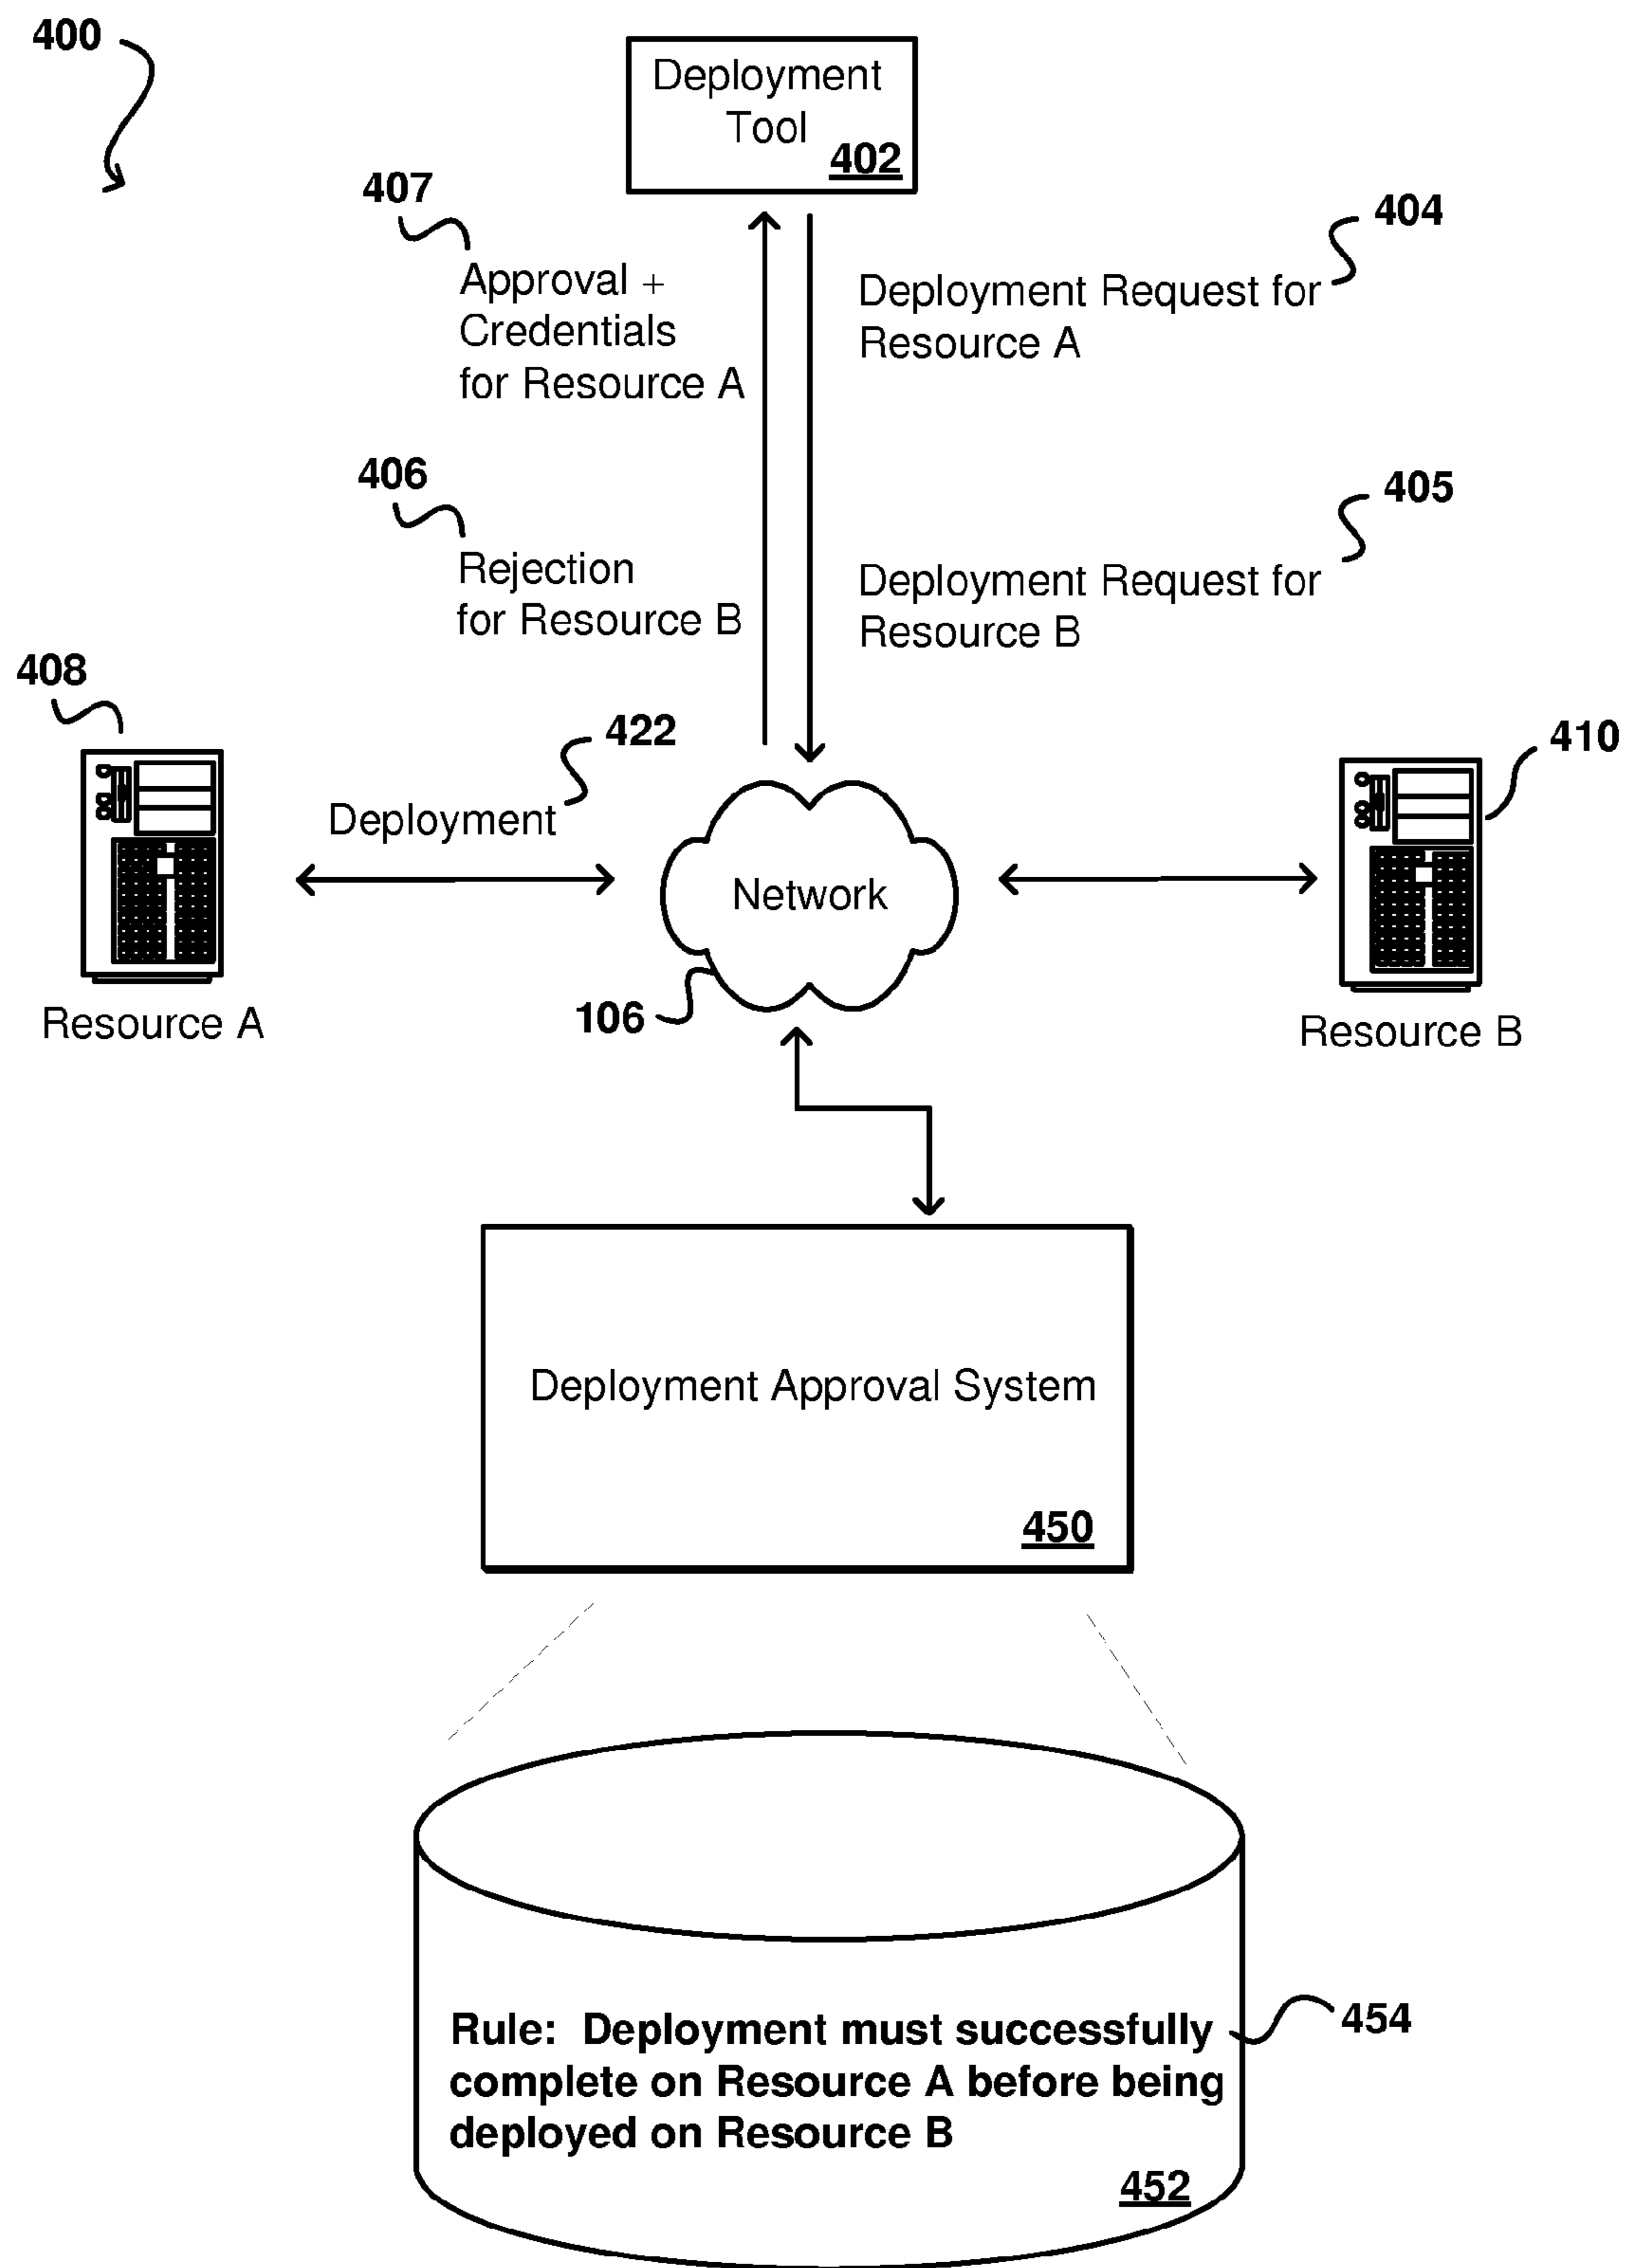 400
Deployment
Tool
402
407
Approval +
Credentials
for Resource A
404
Deployment Request for
Resource A
406
Rejection
for Resource B
405
Deployment Request for
Resource B
408
Resource A
422
Deployment
Network
106
410
Resource B
Deployment Approval System
450
Rule: Deployment must successfully
complete on Resource A before being
deployed on Resource B
454
452